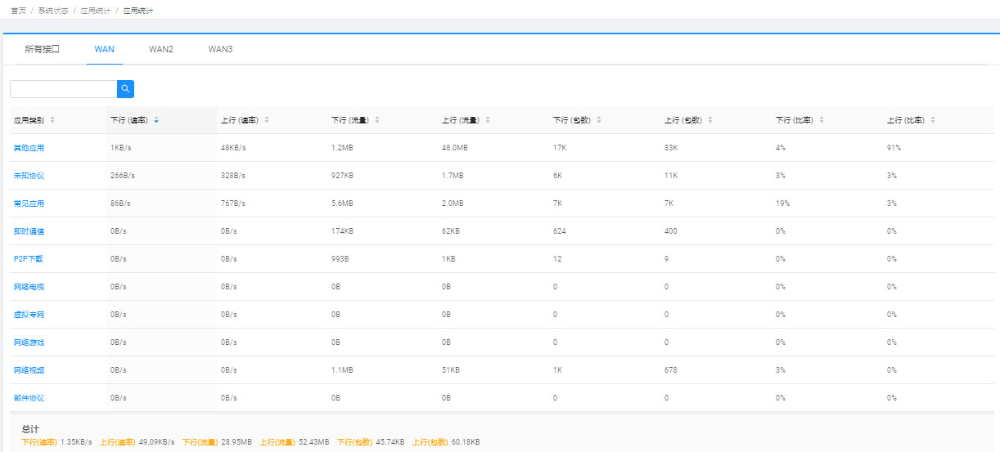 首页 / 系统状态 / 应用统计 / 应用统计
所有接口 WAN WAN2 WAN3
应用类别 下行 (速率) 上行 (速率) 下行 (流量) 上行 (流量) 下行 (包数) 上行 (包数) 下行 (比率) 上行 (比率)
其他应用 1KB/s 48KB/s 1.2MB 48.0MB 17K 33K 4% 91%
未知协议 266B/s 328B/s 927KB 1.7MB 6K 11K 3% 3%
常见应用 86B/s 767B/s 5.6MB 2.0MB 7K 7K 19% 3%
即时通信 0B/s 0B/s 174KB 62KB 624 400 0% 0%
P2P下载 0B/s 0B/s 993B 1KB 12 9 0% 0%
网络电视 0B/s 0B/s 0B 0B 0 0 0% 0%
虚拟专网 0B/s 0B/s 0B 0B 0 0 0% 0%
网络游戏 0B/s 0B/s 0B 0B 0 0 0% 0%
网络视频 0B/s 0B/s 1.1MB 51KB 1K 678 3% 0%
邮件协议 0B/s 0B/s 0B 0B 0 0 0% 0%
总计
下行(速率) 1.35KB/s 上行(速率) 49.09KB/s 下行(流量) 28.95MB 上行(流量) 52.43MB 下行(包数) 45.74KB 上行(包数) 60.18KB